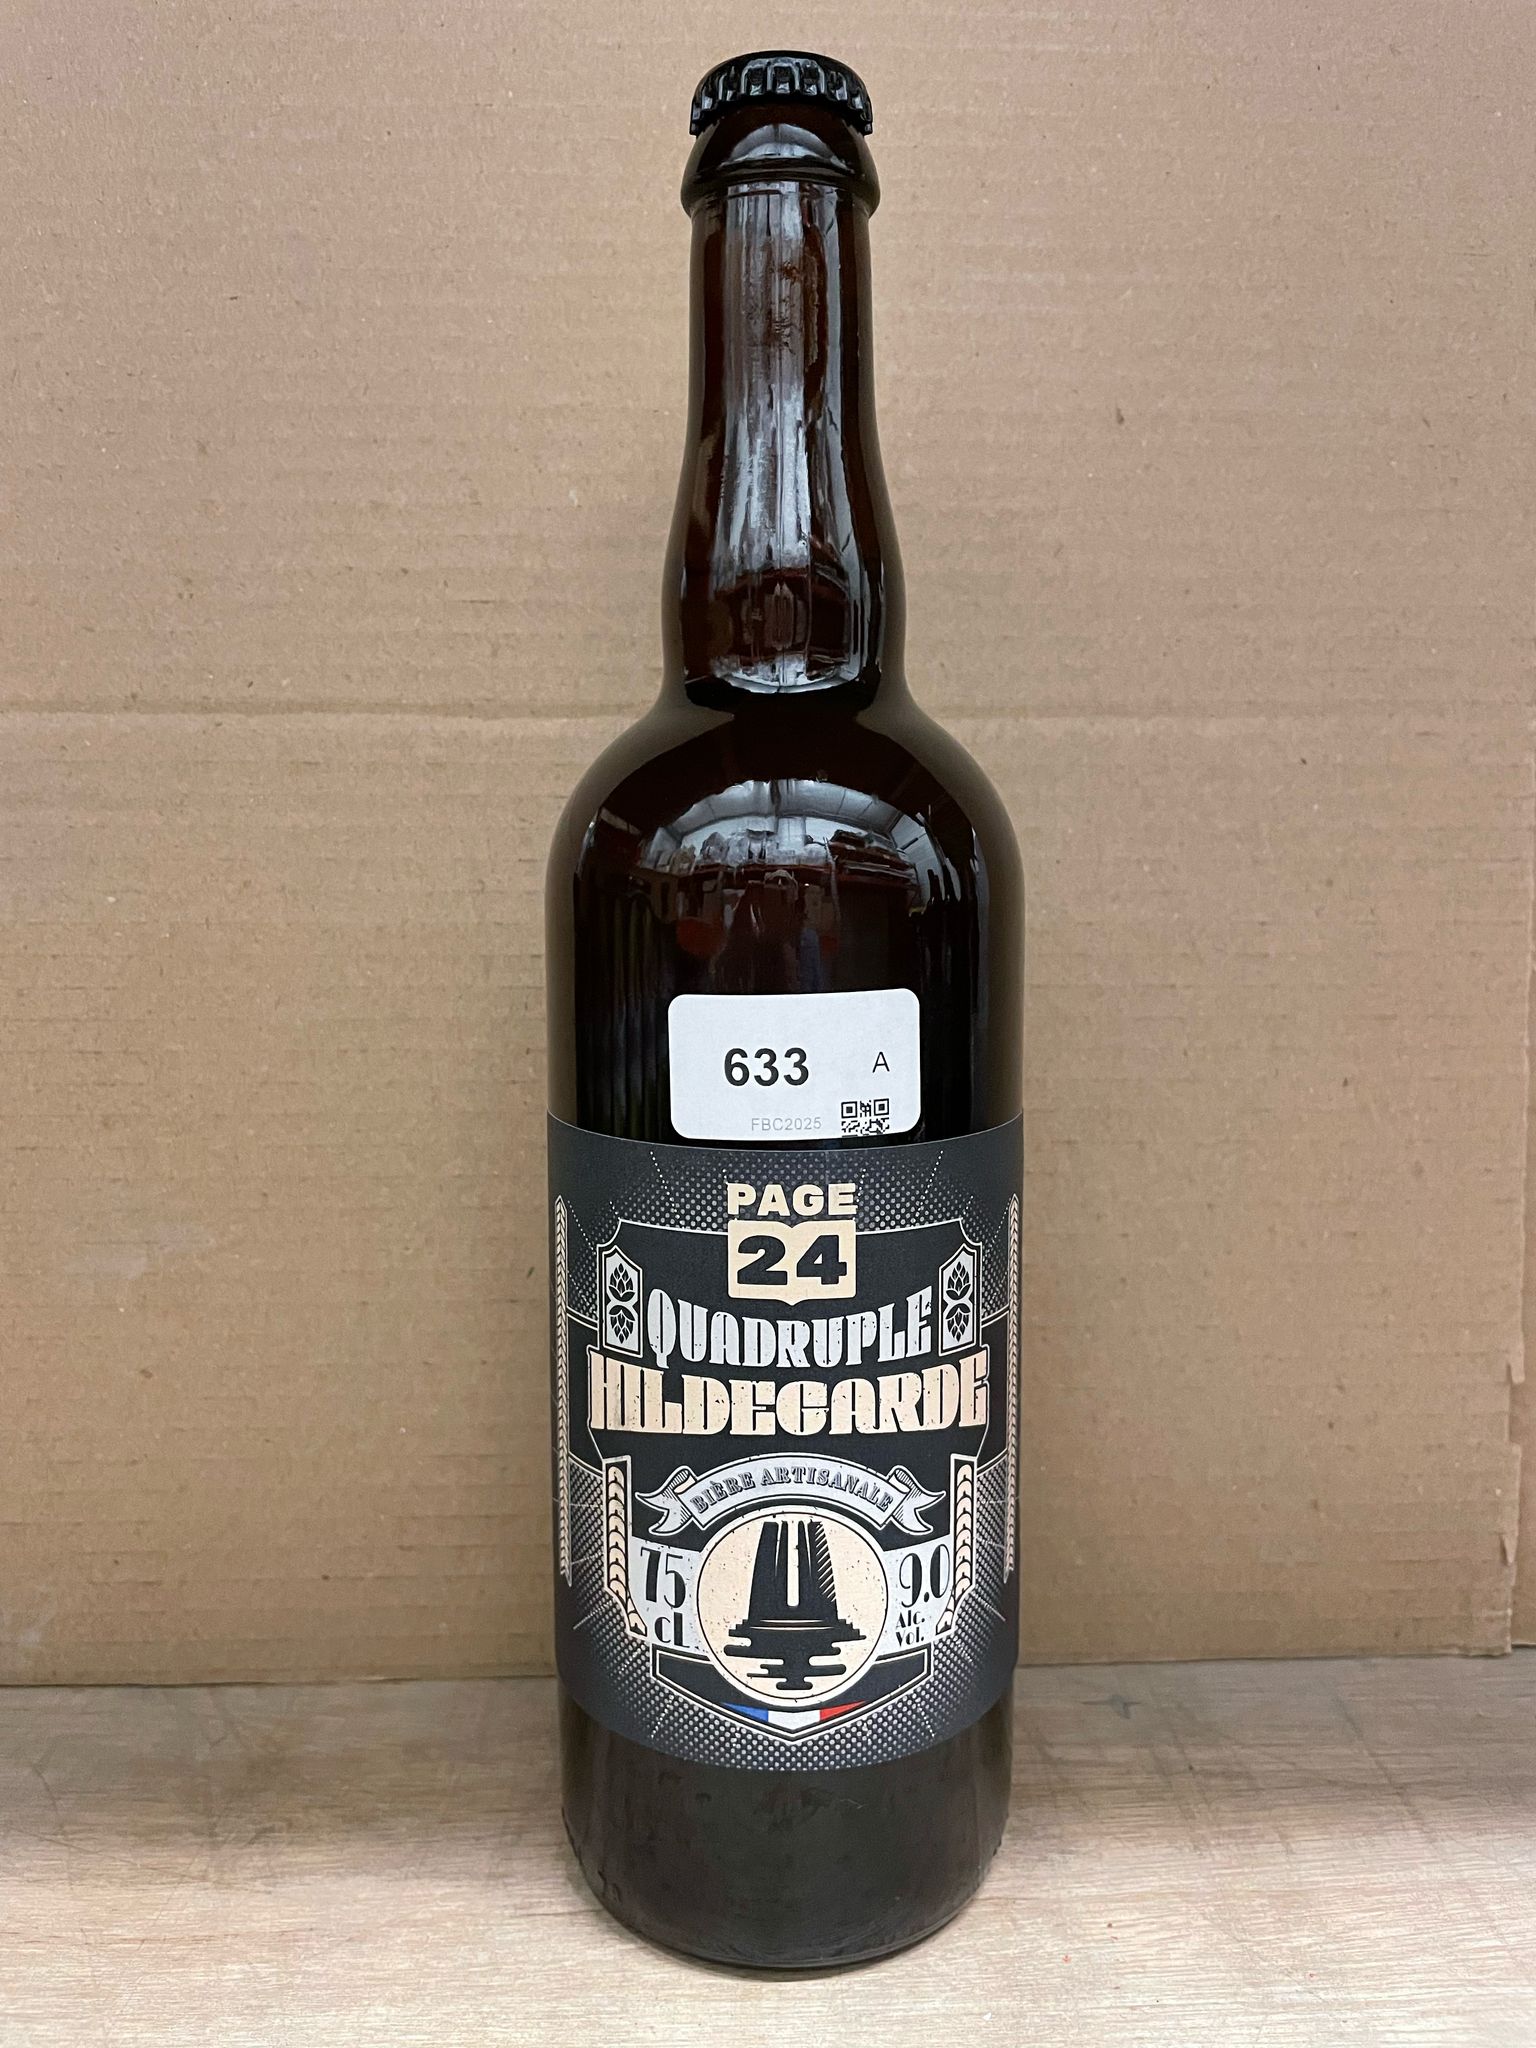 633 A
FBC2025
PAGE
24
QUADRUPLE
HILDEGARDE
BIÈRE ARTISANALE
75
cL
9.0
Alc.
Vol.